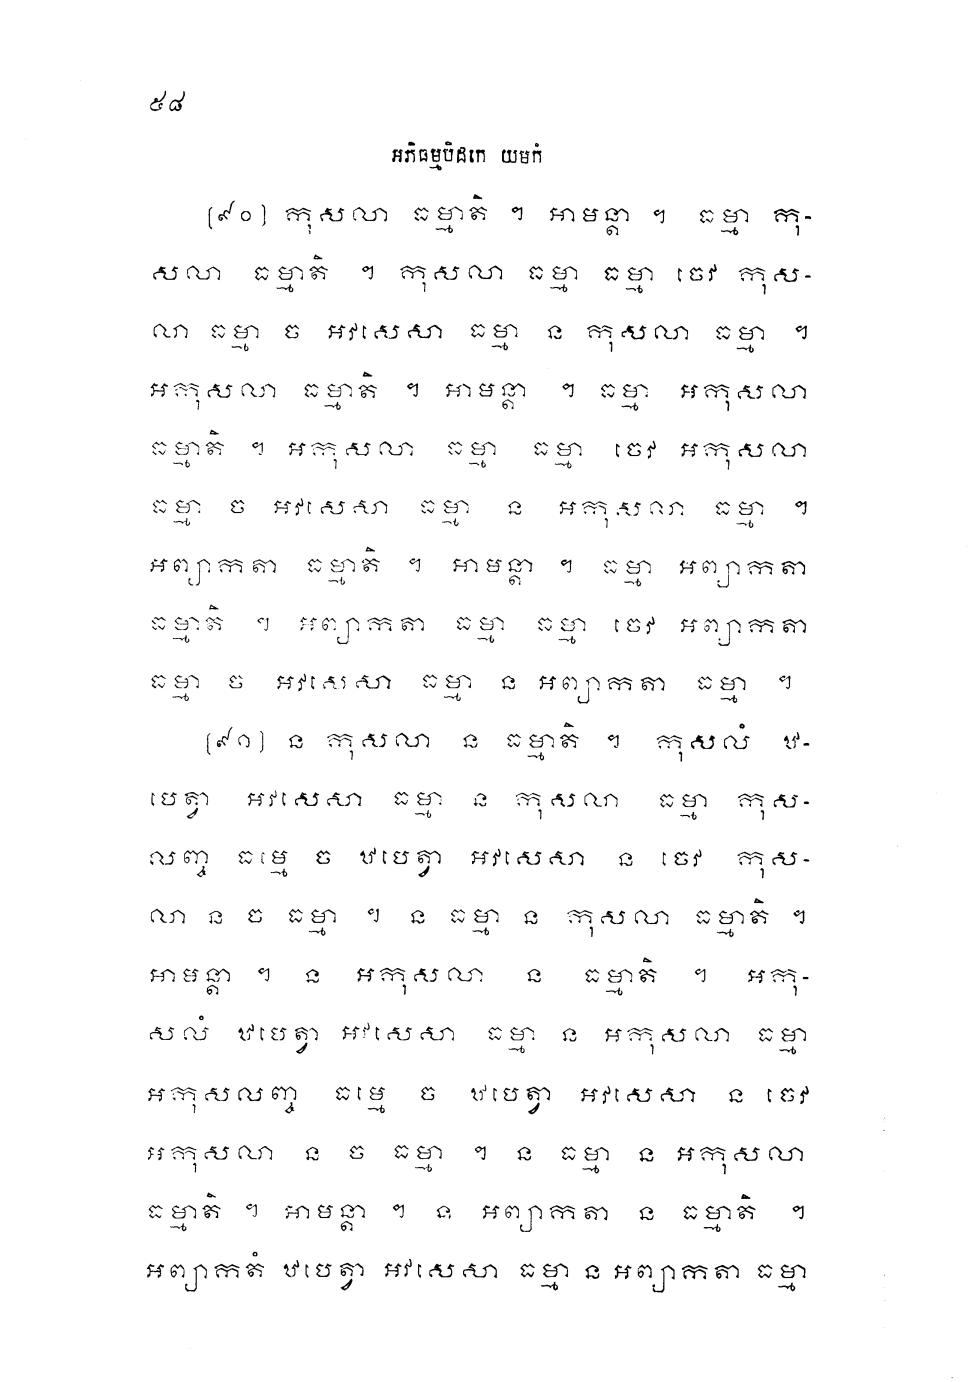 ៥៨
អភិធម្មបិដកេ យមកំ
(៩០) កុសលា ធម្មាតិ ។ អាមន្តា ។ ធម្មា កុ-
សលា ធម្មាតិ ។ កុសលា ធម្មា ធម្មា ចេវ កុស-
លា ធម្មា ច អវសេសា ធម្មា ន កុសលា ធម្មា ។
អកុសលា ធម្មាតិ ។ អាមន្តា ។ ធម្មា អកុសលា
ធម្មាតិ ។ អកុសលា ធម្មា ធម្មា ចេវ អកុសលា
ធម្មា ច អវសេសា ធម្មា ន អកុសលា ធម្មា ។
អព្យាកតា ធម្មាតិ ។ អាមន្តា ។ ធម្មា អព្យាកតា
ធម្មាតិ ។ អព្យាកតា ធម្មា ធម្មា ចេវ អព្យាកតា
ធម្មា ច អវសេសា ធម្មា ន អព្យាកតា ធម្មា ។
(៩១) ន កុសលា ន ធម្មាតិ ។ កុសលំ ឋ-
បេត្វា អវសេសា ធម្មា ន កុសលា ធម្មា កុស-
លញ្ច ធម្មេ ច ឋបេត្វា អវសេសា ន ចេវ កុស-
លា ន ច ធម្មា ។ ន ធម្មា ន កុសលា ធម្មាតិ ។
អាមន្តា ។ ន អកុសលា ន ធម្មាតិ ។ អកុ-
សលំ ឋបេត្វា អវសេសា ធម្មា ន អកុសលា ធម្មា
អកុសលញ្ច ធម្មេ ច ឋបេត្វា អវសេសា ន ចេវ
អកុសលា ន ច ធម្មា ។ ន ធម្មា ន អកុសលា
ធម្មាតិ ។ អាមន្តា ។ ន អព្យាកតា ន ធម្មាតិ ។
អព្យាកតំ ឋបេត្វា អវសេសា ធម្មា ន អព្យាកតា ធម្មា